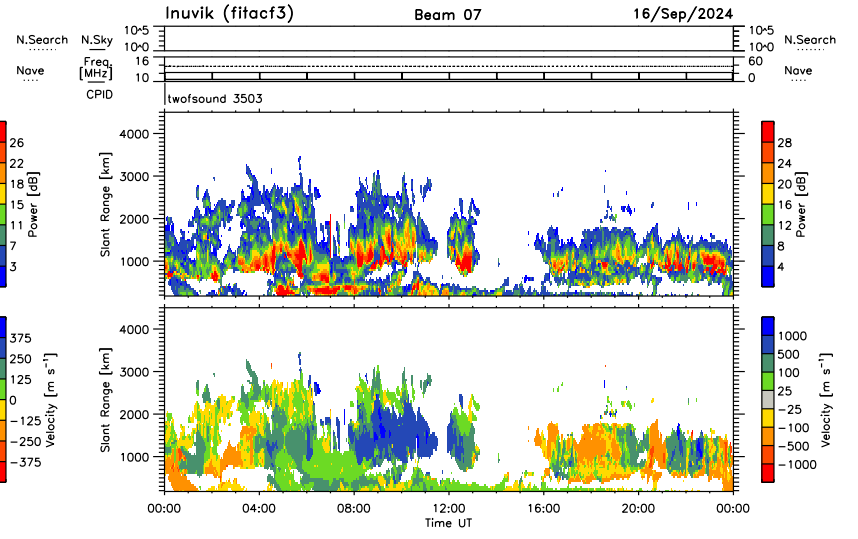 Inuvik (fitacf3) Beam 07 16/Sep/2024
N.Search N.Sky 10^5 10^5 N.Search
10^0 10^0
Nave Freq. [MHz] 16 60 Nave
10 0
CPID twofsound 3503
Slant Range [km] 4000 3000 2000 1000
26 22 18 15 11 7 3 Power [dB]
28 24 20 16 12 8 4 Power [dB]
Slant Range [km] 4000 3000 2000 1000
375 250 125 0 −125 −250 −375 Velocity [m s⁻¹]
1000 500 100 25 −25 −100 −500 −1000 Velocity [m s⁻¹]
00:00 04:00 08:00 12:00 16:00 20:00 00:00
Time UT